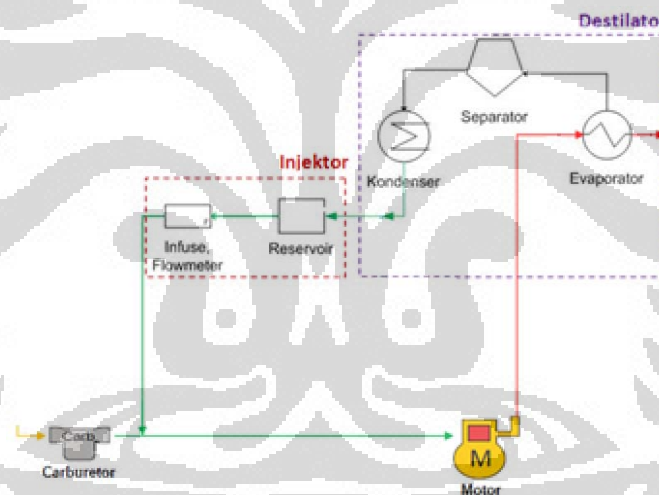 Destilato
Separator
Injektor
Kondenser
Evaporator
Infuse,
Flowmeter
Reservoir
Carb.
Carburetor
M
Motor